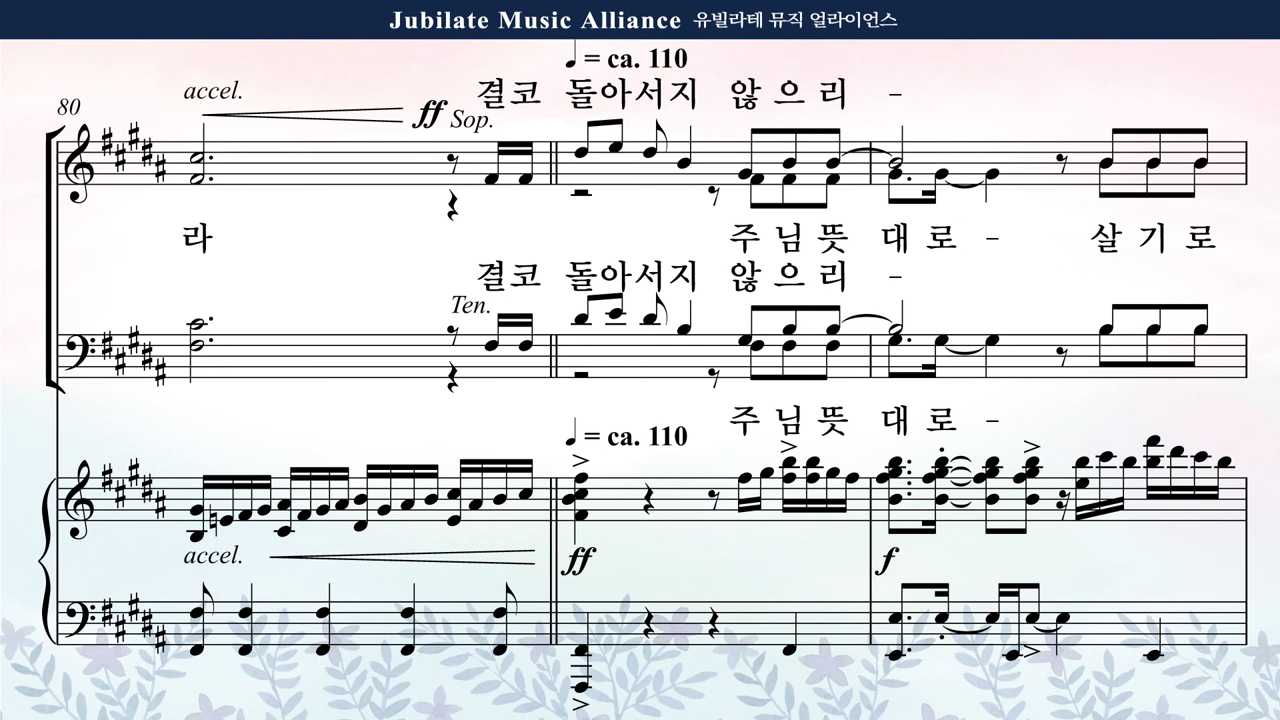 Jubilate Music Alliance 유빌라테 뮤직 얼라이언스
♩ = ca. 110
80 accel. ff Sop. 결코 돌아서지 않으리 -
라 주님뜻 대로 - 살기로
결코 돌아서지 않으리 -
Ten.
주님뜻 대로 -
♩ = ca. 110
accel. ff f